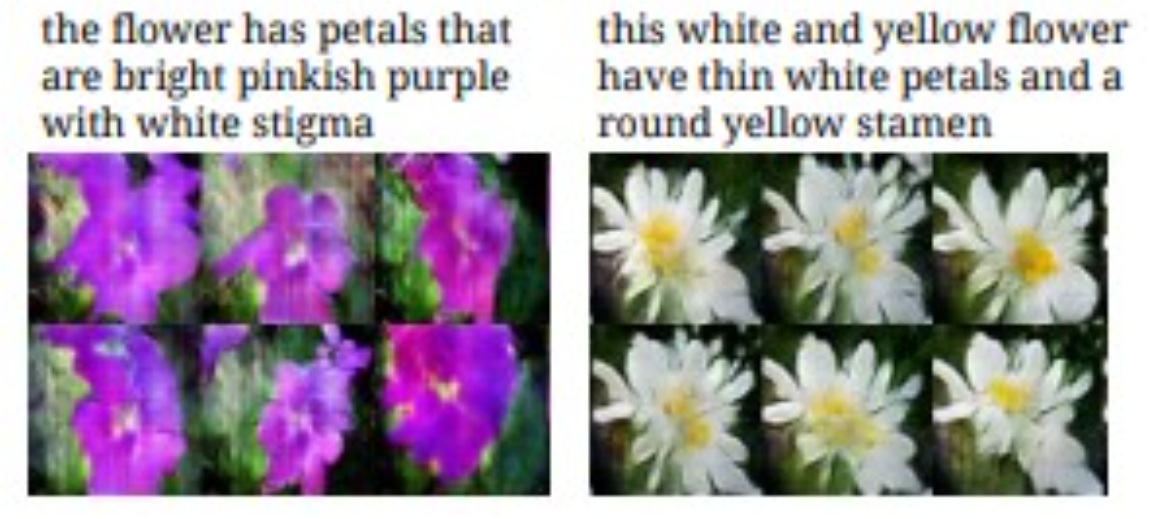 the flower has petals that
are bright pinkish purple
with white stigma
this white and yellow flower
have thin white petals and a
round yellow stamen